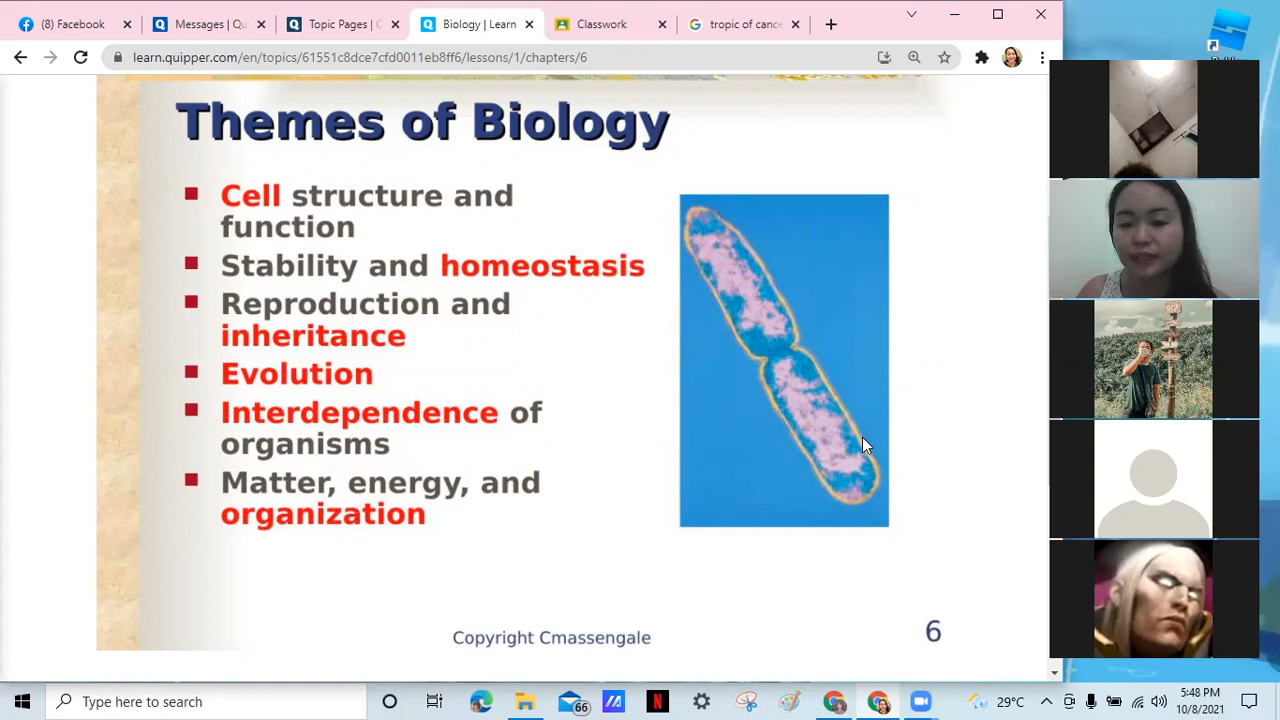 (8) Facebook
Messages | Qu
Topic Pages | C
Biology | Learn
Classwork
tropic of cance
learn.quipper.com/en/topics/61551c8dce7cfd0011eb8ff6/lessons/1/chapters/6
Themes of Biology
Cell structure and
function
Stability and homeostasis
Reproduction and
inheritance
Evolution
Interdependence of
organisms
Matter, energy, and
organization
Copyright Cmassengale
6
Type here to search
66
29°C
5:48 PM
10/8/2021